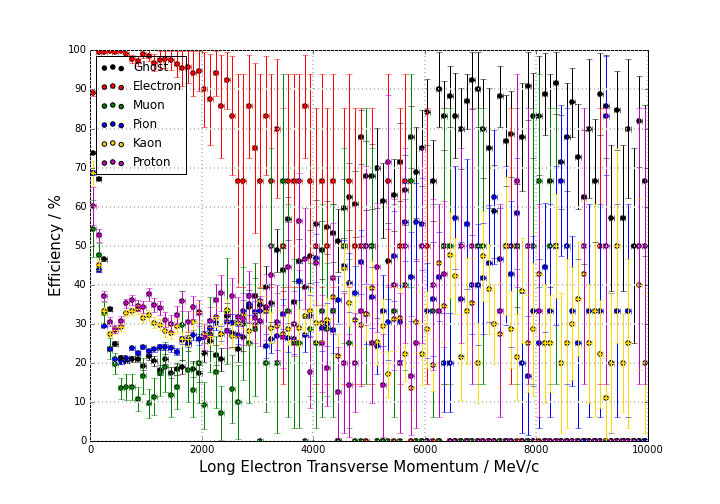 100
90
80
70
60
50
40
30
20
10
0
Efficiency / %
Ghost
Electron
Muon
Pion
Kaon
Proton
0 2000 4000 6000 8000 10000
Long Electron Transverse Momentum / MeV/c